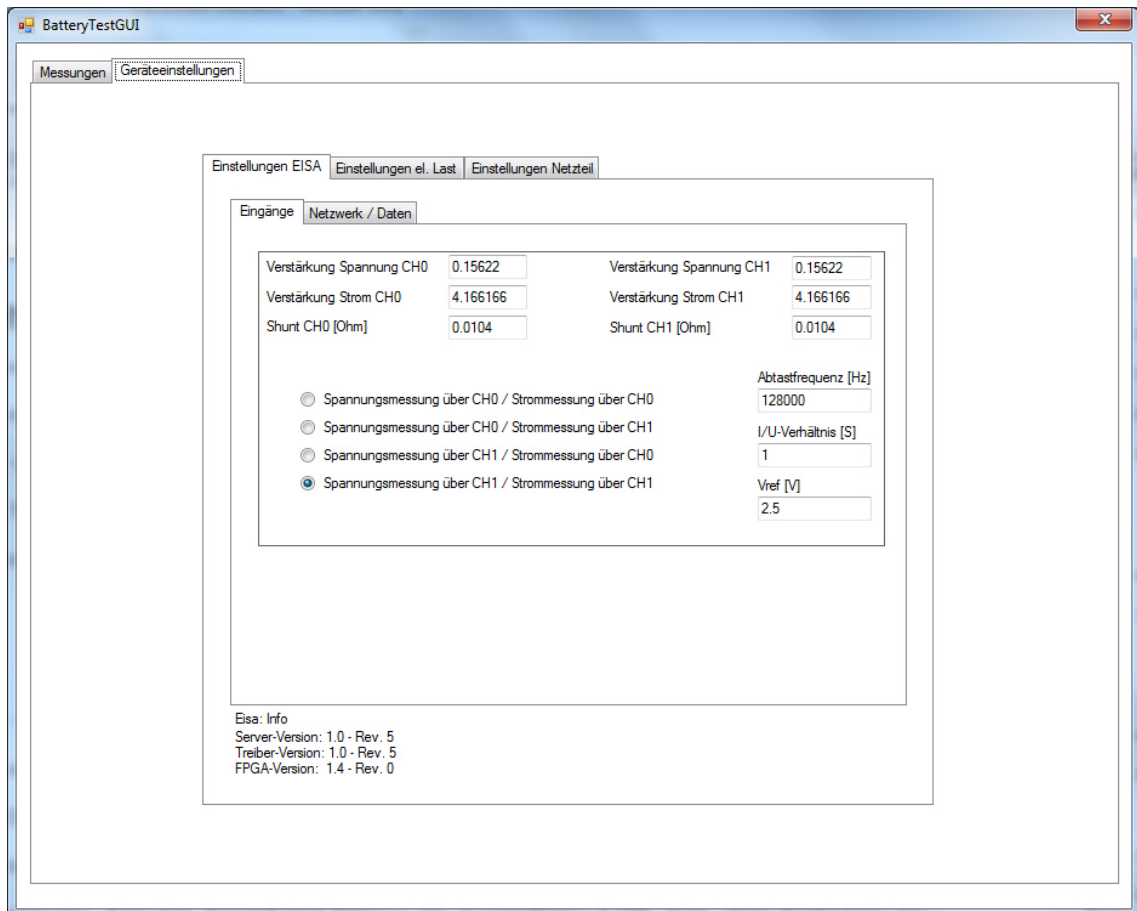 BatteryTestGUI
Messungen Geräteeinstellungen
Einstellungen EISA Einstellungen el. Last Einstellungen Netzteil
Eingänge Netzwerk / Daten
Verstärkung Spannung CH0 0.15622 Verstärkung Spannung CH1 0.15622
Verstärkung Strom CH0 4.166166 Verstärkung Strom CH1 4.166166
Shunt CH0 [Ohm] 0.0104 Shunt CH1 [Ohm] 0.0104
Abtastfrequenz [Hz]
Spannungsmessung über CH0 / Strommessung über CH0 128000
Spannungsmessung über CH0 / Strommessung über CH1 I/U-Verhältnis [S]
Spannungsmessung über CH1 / Strommessung über CH0 1
Spannungsmessung über CH1 / Strommessung über CH1 Vref [V]
2.5
Eisa: Info
Server-Version: 1.0 - Rev. 5
Treiber-Version: 1.0 - Rev. 5
FPGA-Version: 1.4 - Rev. 0